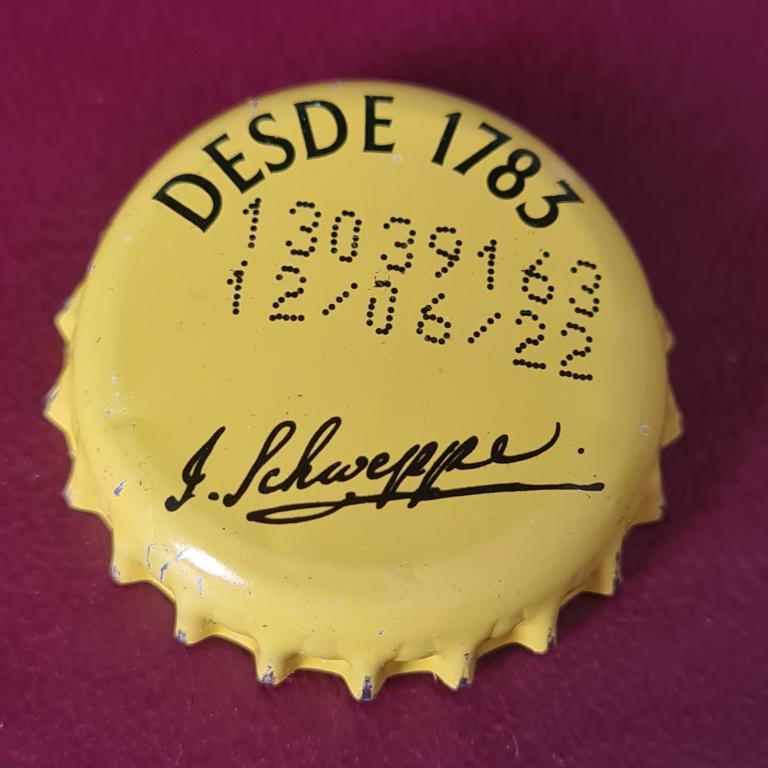 DESDE 1783
13039163
12/06/22
J. Schweppe.